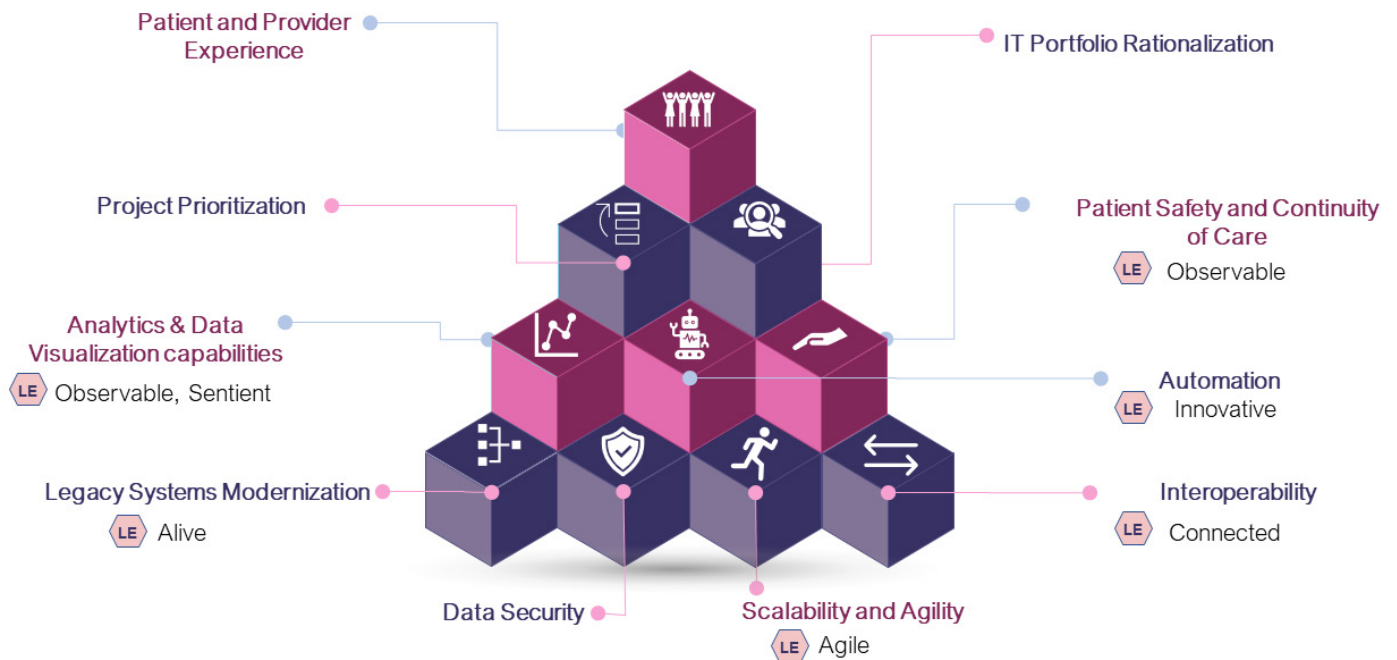 Patient and Provider
Experience
IT Portfolio Rationalization
Project Prioritization
Patient Safety and Continuity
of Care
LE Observable
Analytics & Data
Visualization capabilities
LE Observable, Sentient
Automation
LE Innovative
Legacy Systems Modernization
LE Alive
Interoperability
LE Connected
Data Security
Scalability and Agility
LE Agile